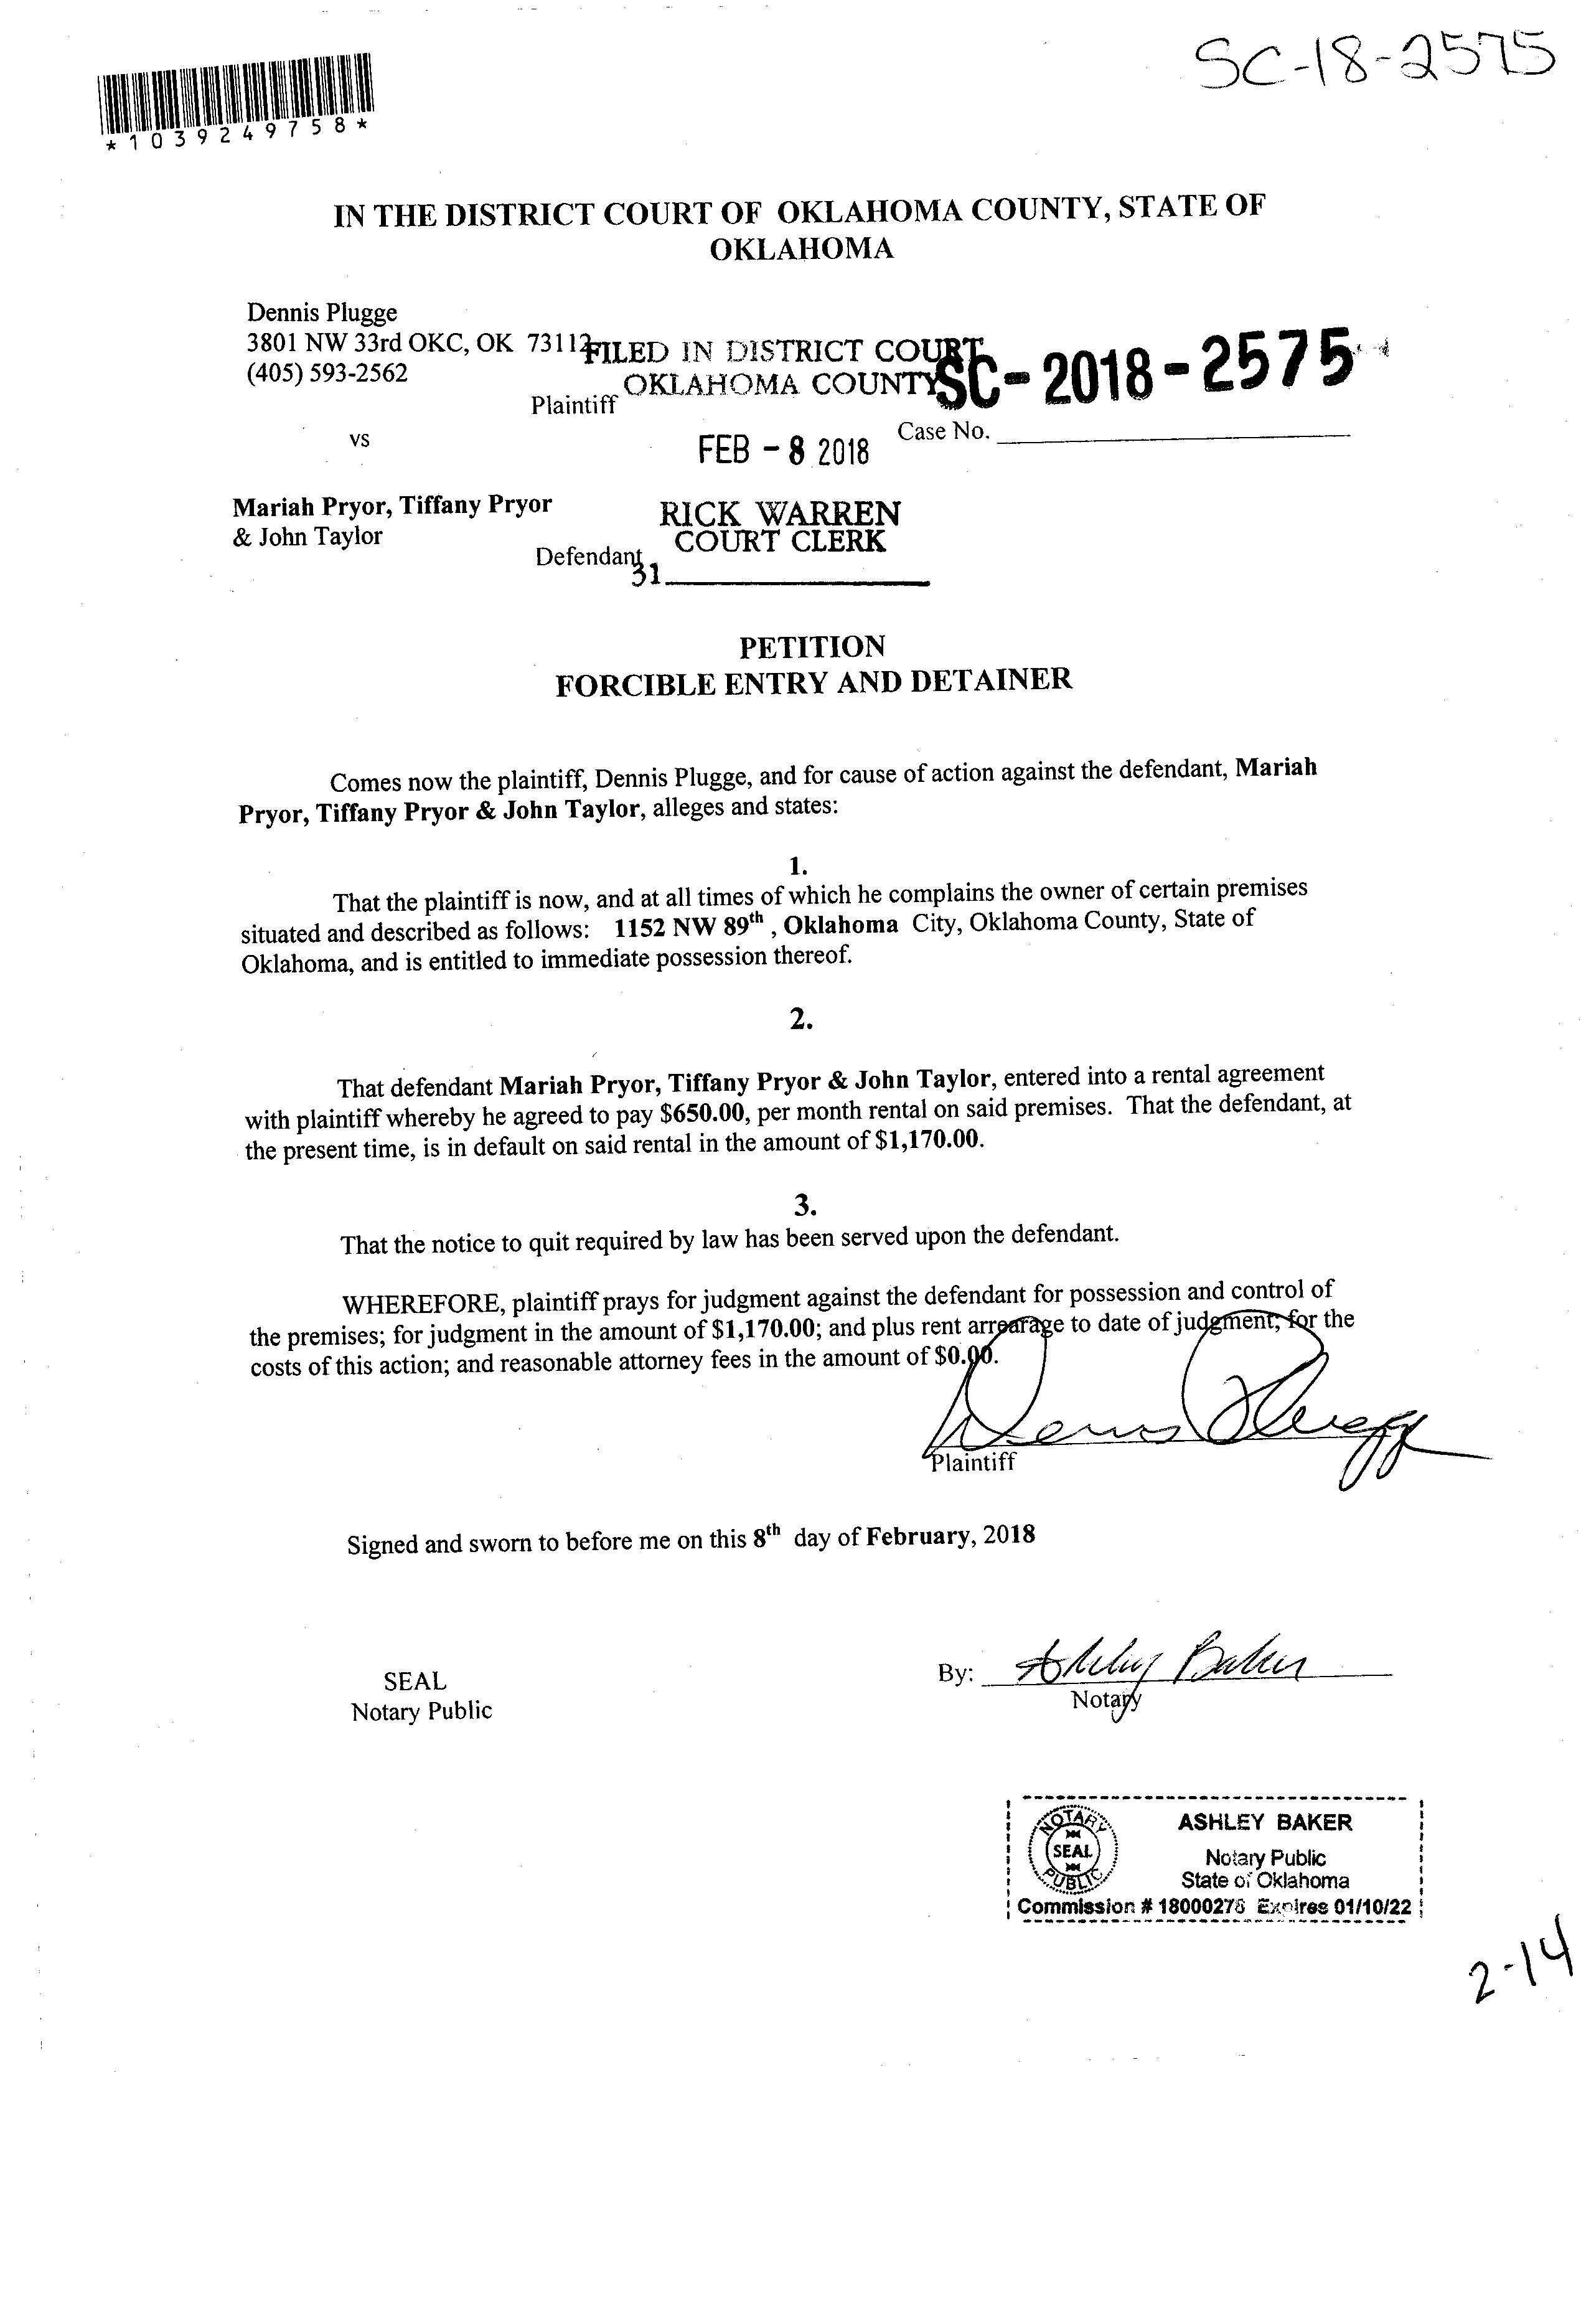 SC-18-2575
*1039249758*
IN THE DISTRICT COURT OF OKLAHOMA COUNTY, STATE OF
OKLAHOMA
Dennis Plugge
3801 NW 33rd OKC, OK 73112
(405) 593-2562
Plaintiff
FILED IN DISTRICT COURT
OKLAHOMA COUNTY
SC-2018-2575
vs
FEB - 8 2018
Case No.
Mariah Pryor, Tiffany Pryor
& John Taylor
Defendant
RICK WARREN
COURT CLERK
31
PETITION
FORCIBLE ENTRY AND DETAINER
Comes now the plaintiff, Dennis Plugge, and for cause of action against the defendant, Mariah
Pryor, Tiffany Pryor & John Taylor, alleges and states:
1.
That the plaintiff is now, and at all times of which he complains the owner of certain premises
situated and described as follows: 1152 NW 89th , Oklahoma City, Oklahoma County, State of
Oklahoma, and is entitled to immediate possession thereof.
2.
That defendant Mariah Pryor, Tiffany Pryor & John Taylor, entered into a rental agreement
with plaintiff whereby he agreed to pay $650.00, per month rental on said premises. That the defendant, at
the present time, is in default on said rental in the amount of $1,170.00.
3.
That the notice to quit required by law has been served upon the defendant.
WHEREFORE, plaintiff prays for judgment against the defendant for possession and control of
the premises; for judgment in the amount of $1,170.00; and plus rent arrearage to date of judgment; for the
costs of this action; and reasonable attorney fees in the amount of $0.00.
Dennis Plugge
Plaintiff
Signed and sworn to before me on this 8th day of February, 2018
SEAL
Notary Public
By: Ashley Baker
Notary
NOTARY
SEAL
PUBLIC
ASHLEY BAKER
Notary Public
State of Oklahoma
Commission # 18000278 Expires 01/10/22
2-14